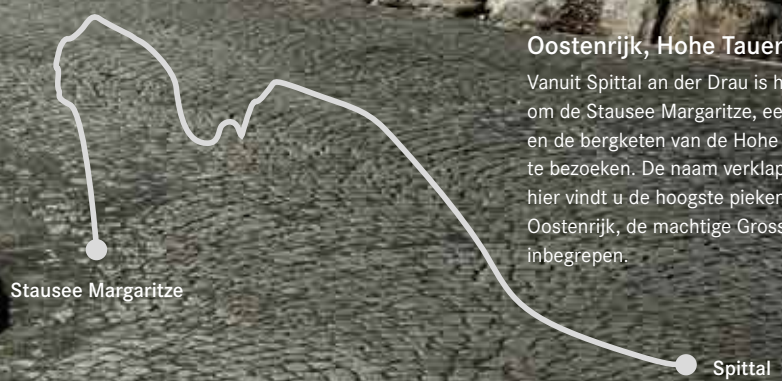 Oostenrijk, Hohe Tauer
Vanuit Spittal an der Drau is h
om de Stausee Margaritze, ee
en de bergketen van de Hohe
te bezoeken. De naam verklap
hier vindt u de hoogste pieken
Oostenrijk, de machtige Gross
inbegrepen.
Stausee Margaritze
Spittal